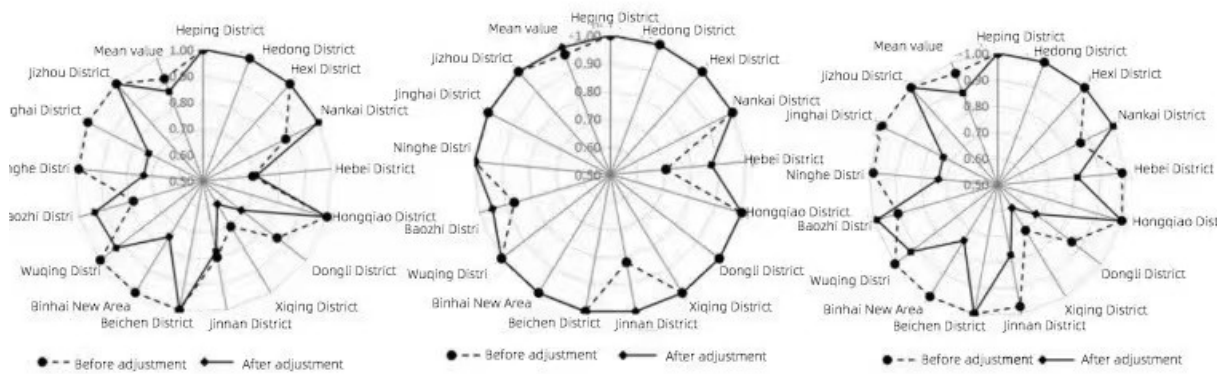 Heping District
Hedong District
Hexi District
Nankai District
Hebei District
Hongqiao District
Dongli District
Xiqing District
Jinnan District
Beichen District
Binhai New Area
Wuqing Distri
aozhi Distri
nghe Distri
ghai District
Jizhou District
Mean value
1.00
0.90
0.80
0.70
0.60
0.50
Before adjustment
After adjustment
Heping District
Hedong District
Hexi District
Nankai District
Hebei District
Hongqiao District
Dongli District
Xiqing District
Jinnan District
Beichen District
Binhai New Area
Wuqing Distri
Baozhi Distri
Ninghe Distri
Jinghai District
Jizhou District
Mean value
1.00
0.90
0.80
0.70
0.60
0.50
Before adjustment
After adjustment
Heping District
Hedong District
Hexi District
Nankai District
Hebei District
Hongqiao Dist
Dongli District
Xiqing District
Jinnan District
Beichen District
Binhai New Area
Wuqing Distri
Baozhi Distri
Ninghe Distri
Jinghai District
Jizhou District
Mean value
1.00
0.90
0.80
0.70
0.60
0.50
Before adjustment
After adjustment